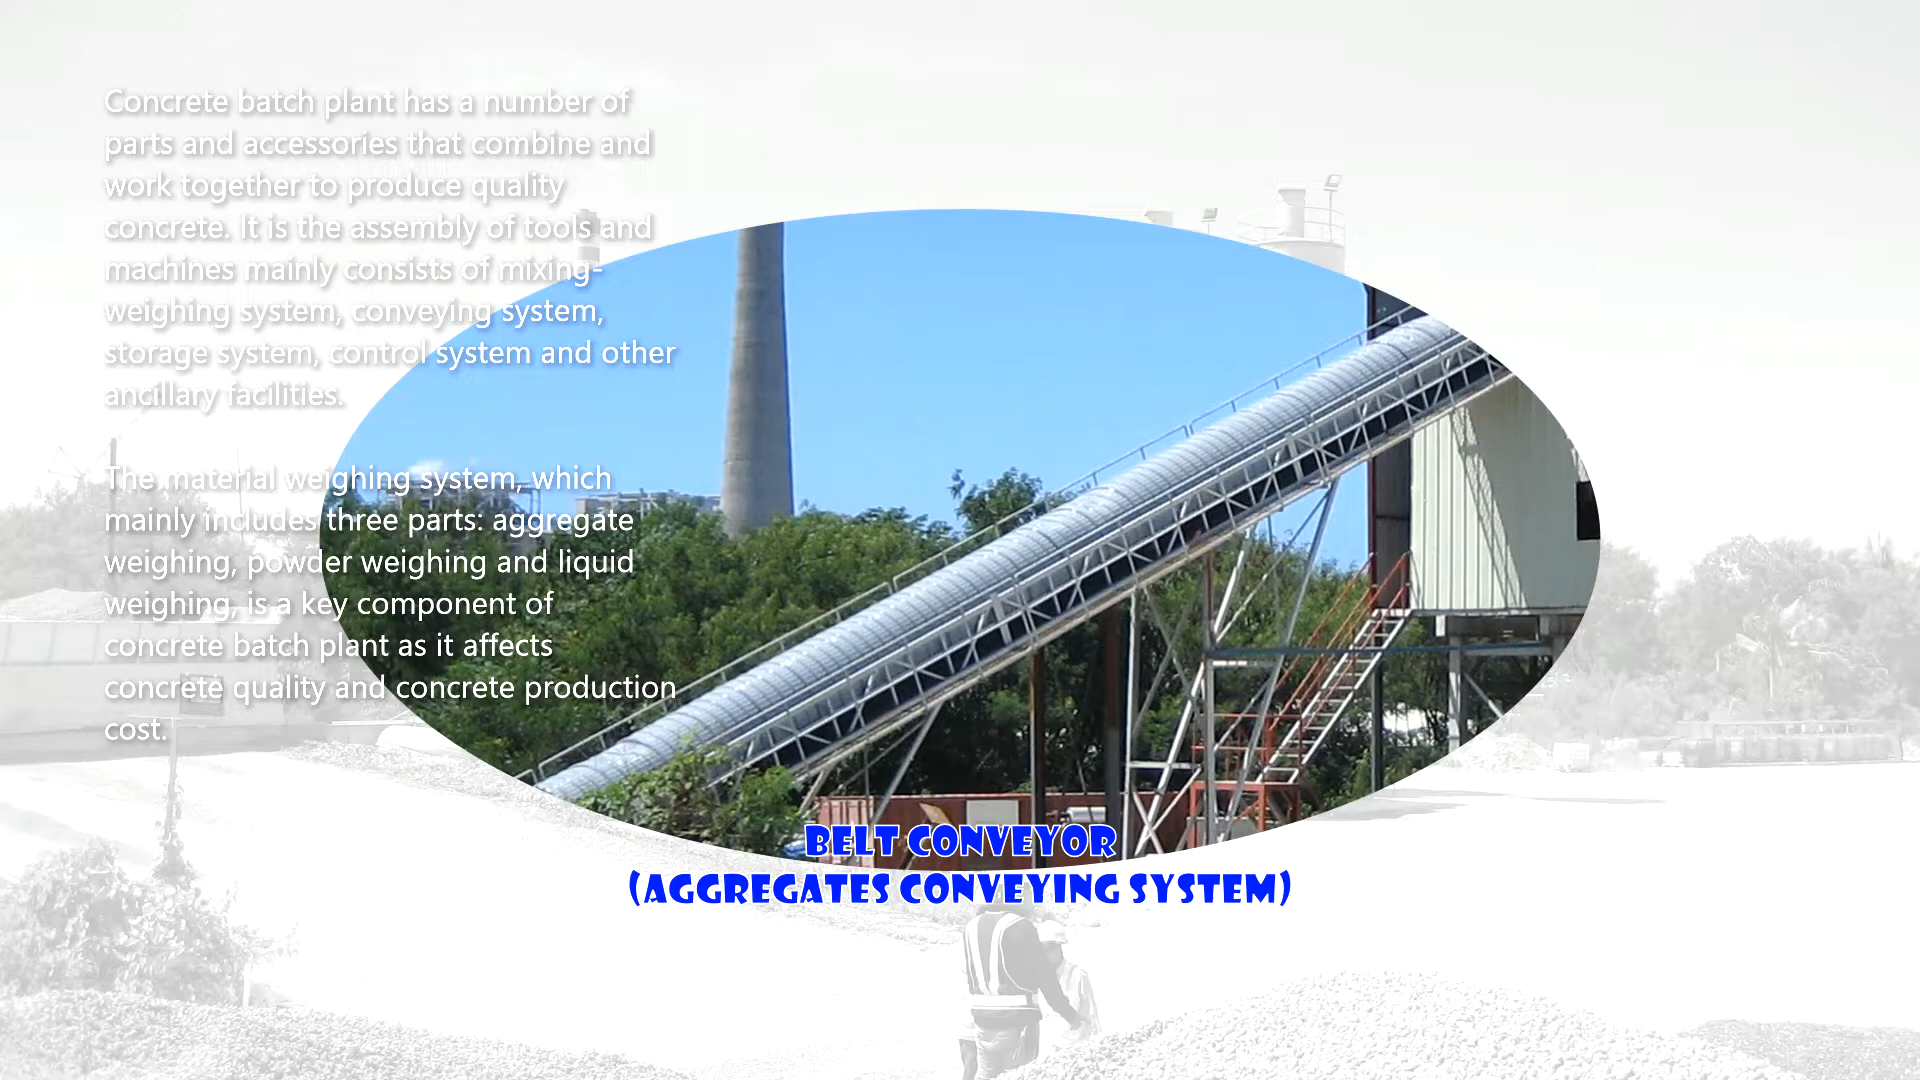 Concrete batch plant has a number of
parts and accessories that combine and
work together to produce quality
concrete. It is the assembly of tools and
machines mainly consists of mixing-
weighing system, conveying system,
storage system, control system and other
ancillary facilities.
The material weighing system, which
mainly includes three parts: aggregate
weighing, powder weighing and liquid
weighing, is a key component of
concrete batch plant as it affects
concrete quality and concrete production
cost.
BELT CONVEYOR
(AGGREGATES CONVEYING SYSTEM)